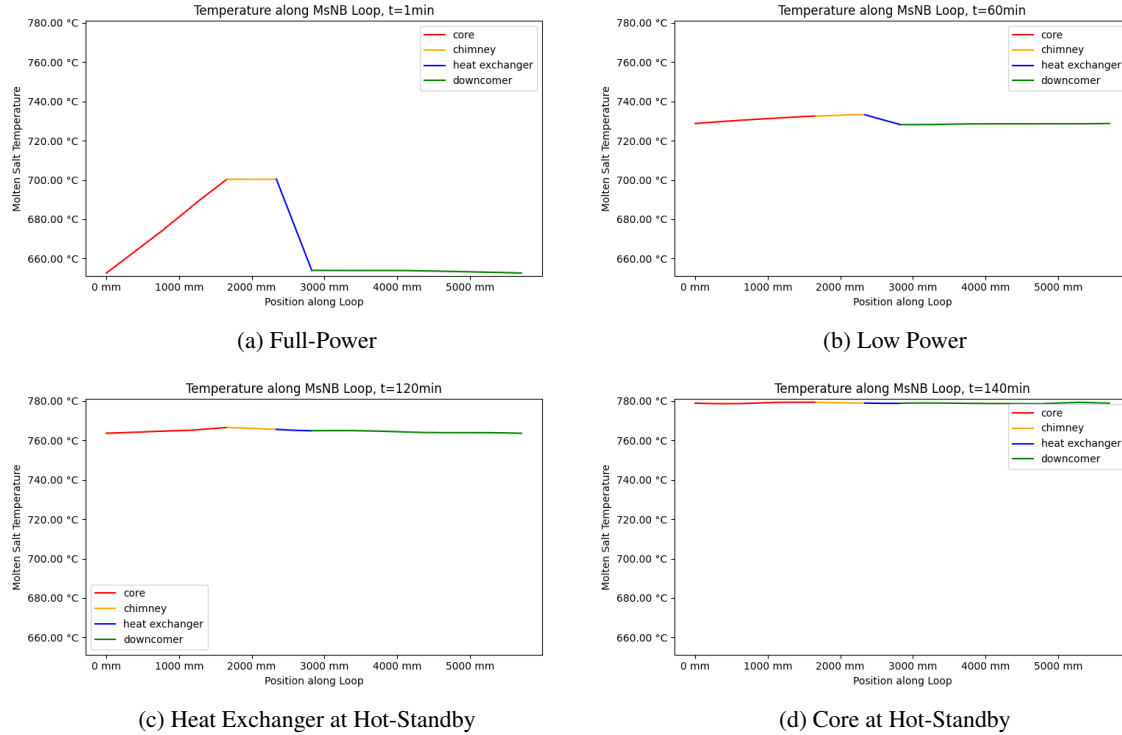 Temperature along MsNB Loop, t=1min
780.00 °C
760.00 °C
740.00 °C
720.00 °C
700.00 °C
680.00 °C
660.00 °C
Molten Salt Temperature
core
chimney
heat exchanger
downcomer
0 mm 1000 mm 2000 mm 3000 mm 4000 mm 5000 mm
Position along Loop
(a) Full-Power
Temperature along MsNB Loop, t=60min
780.00 °C
760.00 °C
740.00 °C
720.00 °C
700.00 °C
680.00 °C
660.00 °C
Molten Salt Temperature
core
chimney
heat exchanger
downcomer
0 mm 1000 mm 2000 mm 3000 mm 4000 mm 5000 mm
Position along Loop
(b) Low Power
Temperature along MsNB Loop, t=120min
780.00 °C
760.00 °C
740.00 °C
720.00 °C
700.00 °C
680.00 °C
660.00 °C
Molten Salt Temperature
core
chimney
heat exchanger
downcomer
0 mm 1000 mm 2000 mm 3000 mm 4000 mm 5000 mm
Position along Loop
(c) Heat Exchanger at Hot-Standby
Temperature along MsNB Loop, t=140min
780.00 °C
760.00 °C
740.00 °C
720.00 °C
700.00 °C
680.00 °C
660.00 °C
Molten Salt Temperature
core
chimney
heat exchanger
downcomer
0 mm 1000 mm 2000 mm 3000 mm 4000 mm 5000 mm
Position along Loop
(d) Core at Hot-Standby